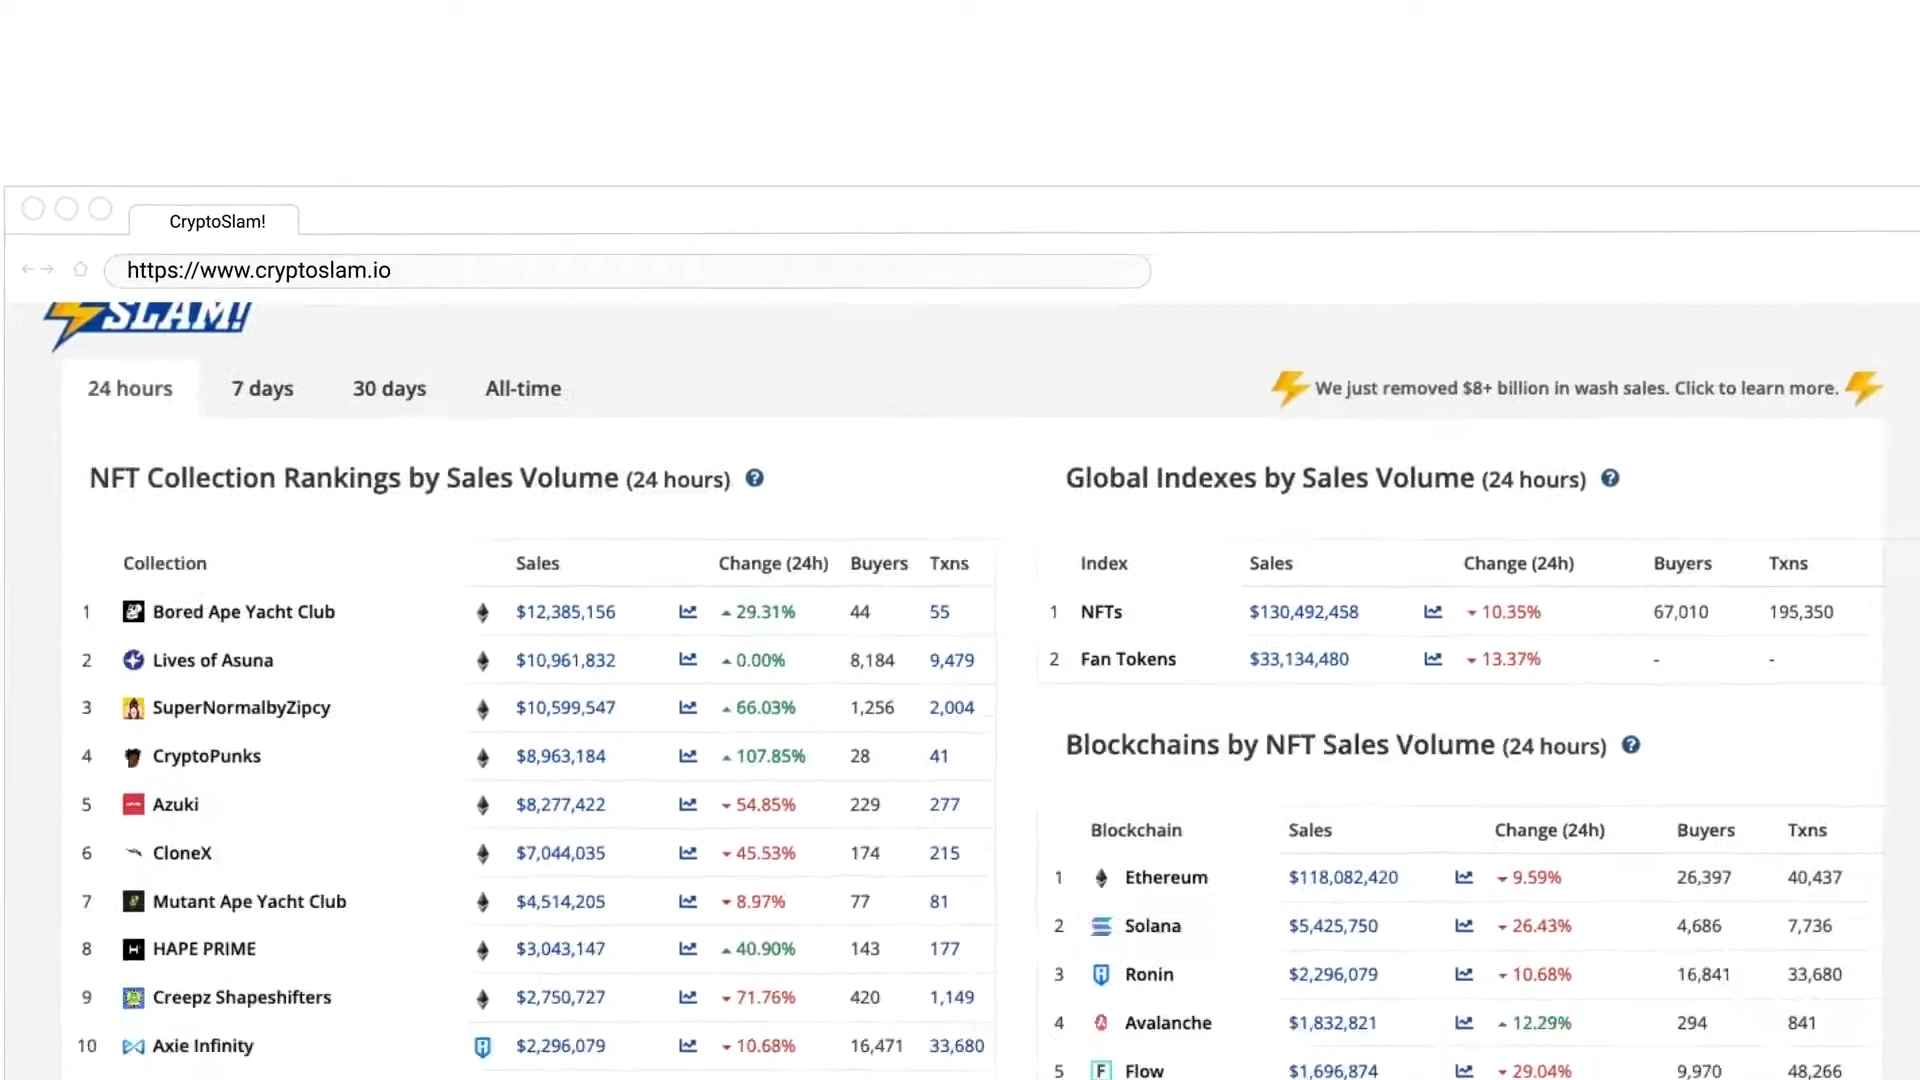 CryptoSlam!
https://www.cryptoslam.io
SLAM!
24 hours 7 days 30 days All-time
We just removed $8+ billion in wash sales. Click to learn more.
NFT Collection Rankings by Sales Volume (24 hours) ?
Collection Sales Change (24h) Buyers Txns
1 Bored Ape Yacht Club $12,385,156 29.31% 44 55
2 Lives of Asuna $10,961,832 0.00% 8,184 9,479
3 SuperNormalbyZipcy $10,599,547 66.03% 1,256 2,004
4 CryptoPunks $8,963,184 107.85% 28 41
5 Azuki $8,277,422 54.85% 229 277
6 CloneX $7,044,035 45.53% 174 215
7 Mutant Ape Yacht Club $4,514,205 8.97% 77 81
8 HAPE PRIME $3,043,147 40.90% 143 177
9 Creepz Shapeshifters $2,750,727 71.76% 420 1,149
10 Axie Infinity $2,296,079 10.68% 16,471 33,680
Global Indexes by Sales Volume (24 hours) ?
Index Sales Change (24h) Buyers Txns
1 NFTs $130,492,458 10.35% 67,010 195,350
2 Fan Tokens $33,134,480 13.37% - -
Blockchains by NFT Sales Volume (24 hours) ?
Blockchain Sales Change (24h) Buyers Txns
1 Ethereum $118,082,420 9.59% 26,397 40,437
2 Solana $5,425,750 26.43% 4,686 7,736
3 Ronin $2,296,079 10.68% 16,841 33,680
4 Avalanche $1,832,821 12.29% 294 841
5 F Flow $1,696,874 29.04% 9,970 48,266